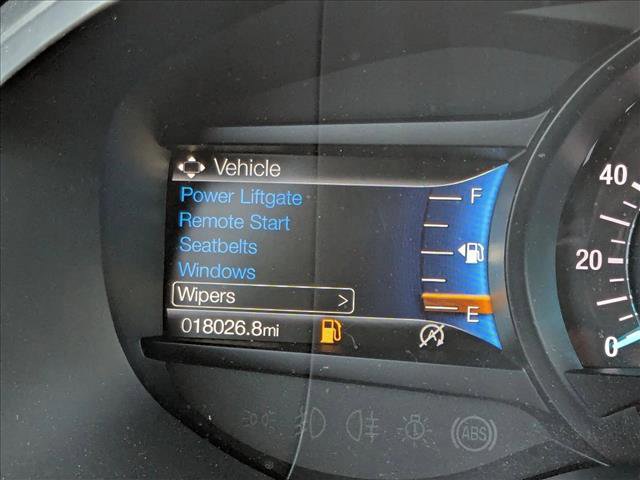 Vehicle
Power Liftgate
Remote Start
Seatbelts
Windows
Wipers >
018026.8mi
F
E
40
20
0
ABS